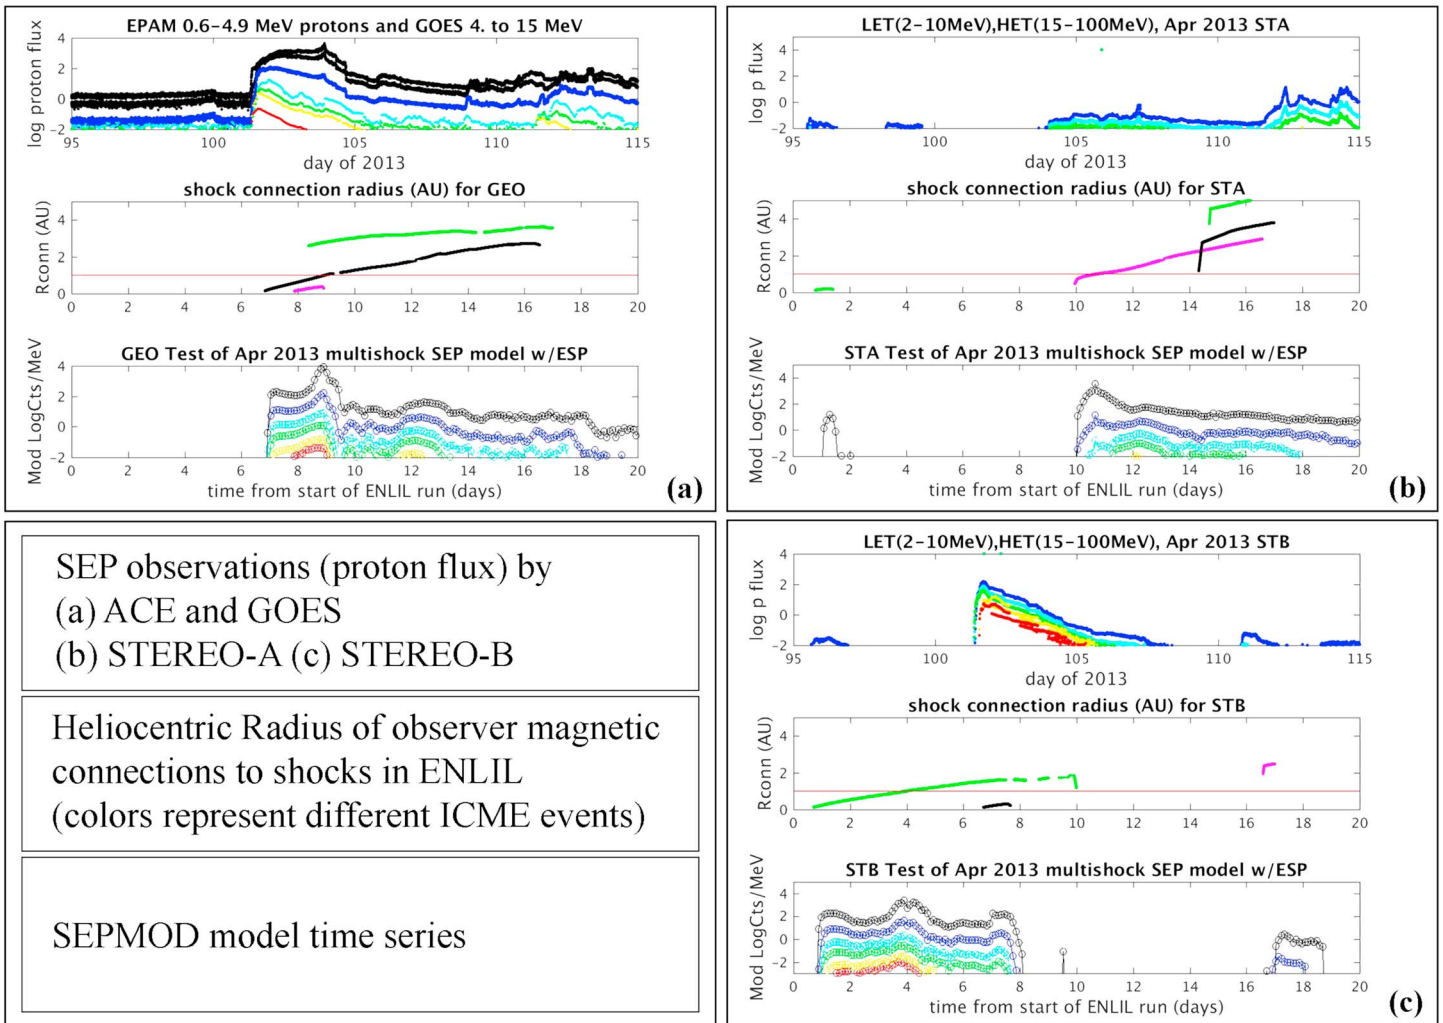 EPAM 0.6−4.9 MeV protons and GOES 4. to 15 MeV
log proton flux
4
2
0
−2
95 100 105 110 115
day of 2013
shock connection radius (AU) for GEO
Rconn (AU)
4
2
0
0 2 4 6 8 10 12 14 16 18 20
GEO Test of Apr 2013 multishock SEP model w/ESP
Mod LogCts/MeV
4
2
0
−2
0 2 4 6 8 10 12 14 16 18 20
time from start of ENLIL run (days)
(a)
LET(2−10MeV),HET(15−100MeV), Apr 2013 STA
log p flux
4
2
0
−2
95 100 105 110 115
day of 2013
shock connection radius (AU) for STA
Rconn (AU)
4
2
0
0 2 4 6 8 10 12 14 16 18 20
STA Test of Apr 2013 multishock SEP model w/ESP
Mod LogCts/MeV
4
2
0
−2
0 2 4 6 8 10 12 14 16 18 20
time from start of ENLIL run (days)
(b)
SEP observations (proton flux) by
(a) ACE and GOES
(b) STEREO-A (c) STEREO-B
Heliocentric Radius of observer magnetic
connections to shocks in ENLIL
(colors represent different ICME events)
SEPMOD model time series
LET(2−10MeV),HET(15−100MeV), Apr 2013 STB
log p flux
4
2
0
−2
95 100 105 110 115
day of 2013
shock connection radius (AU) for STB
Rconn (AU)
4
2
0
0 2 4 6 8 10 12 14 16 18 20
STB Test of Apr 2013 multishock SEP model w/ESP
Mod LogCts/MeV
4
2
0
−2
0 2 4 6 8 10 12 14 16 18 20
time from start of ENLIL run (days)
(c)